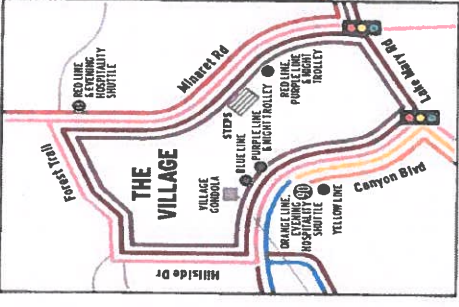 RED LINE
& EVENING
HOSPITALITY
SHUTTLE
Minaret Rd
Forest Trail
THE
VILLAGE
STEPS
RED LINE,
PURPLE LINE
& NIGHT
TROLLEY
Lake Mary Rd
BLUE LINE
PURPLE LINE
& NIGHT TROLLEY
VILLAGE
GONDOLA
ORANGE LINE,
EVENING
HOSPITALITY
SHUTTLE
YELLOW LINE
Canyon Blvd
Hillside Dr